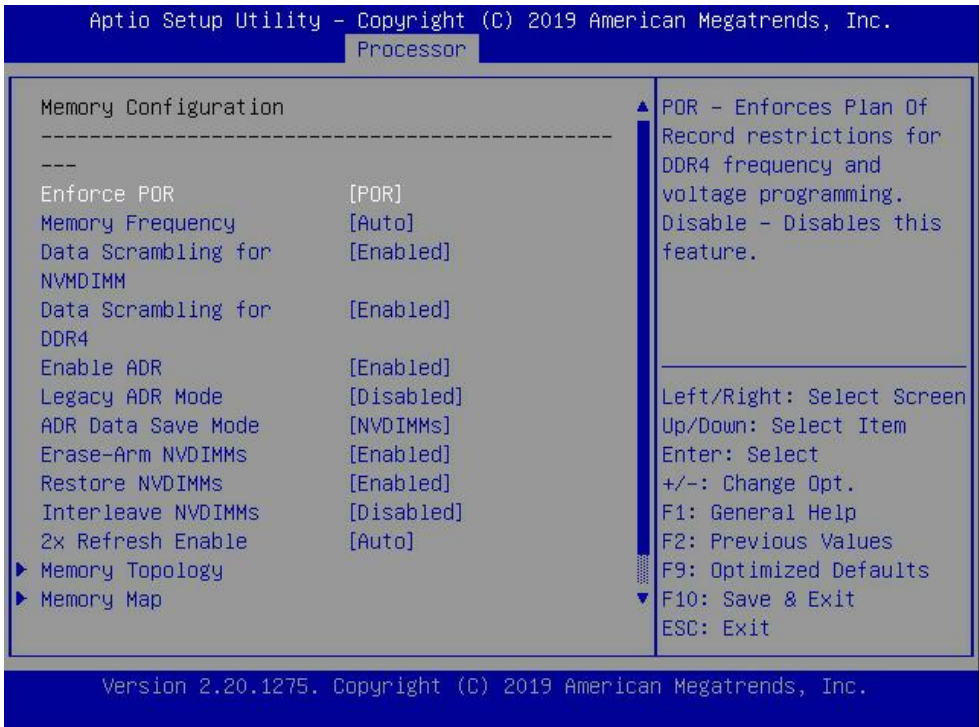 Aptio Setup Utility – Copyright (C) 2019 American Megatrends, Inc.
Processor
Memory Configuration
------------------------------------------------
---
Enforce POR [POR]
Memory Frequency [Auto]
Data Scrambling for [Enabled]
NVMDIMM
Data Scrambling for [Enabled]
DDR4
Enable ADR [Enabled]
Legacy ADR Mode [Disabled]
ADR Data Save Mode [NVDIMMs]
Erase-Arm NVDIMMs [Enabled]
Restore NVDIMMs [Enabled]
Interleave NVDIMMs [Disabled]
2x Refresh Enable [Auto]
Memory Topology
Memory Map
POR – Enforces Plan Of
Record restrictions for
DDR4 frequency and
voltage programming.
Disable – Disables this
feature.
Left/Right: Select Screen
Up/Down: Select Item
Enter: Select
+/-: Change Opt.
F1: General Help
F2: Previous Values
F9: Optimized Defaults
F10: Save & Exit
ESC: Exit
Version 2.20.1275. Copyright (C) 2019 American Megatrends, Inc.